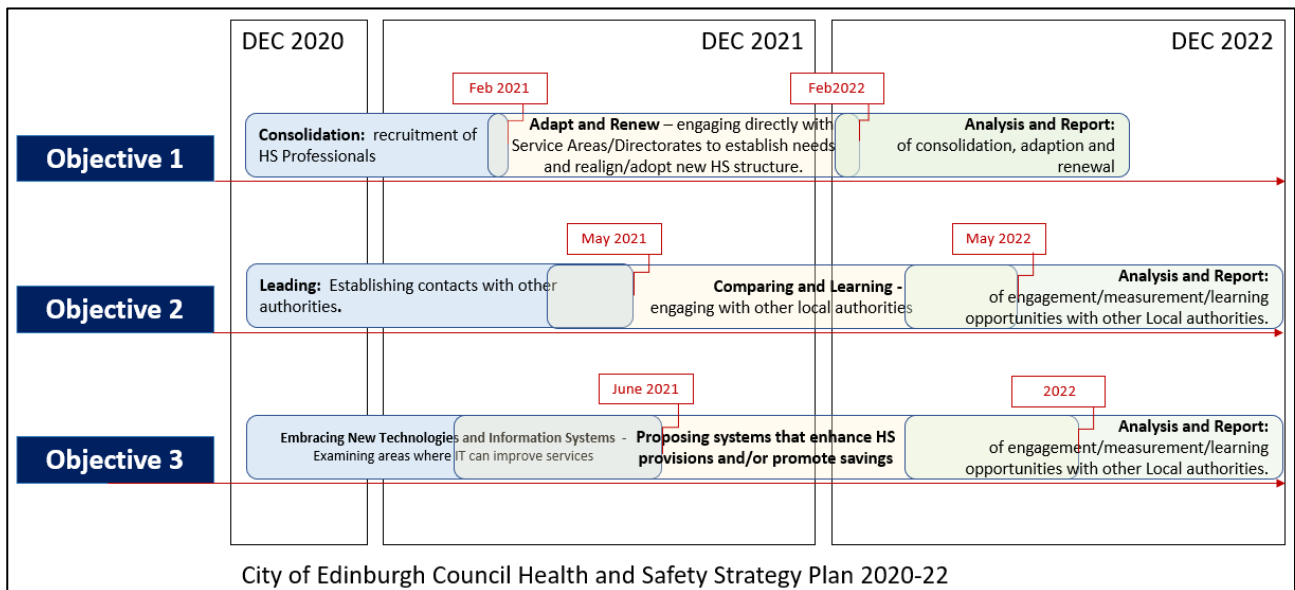 DEC 2020
DEC 2021
DEC 2022
Feb 2021
Feb2022
Objective 1
Consolidation: recruitment of
HS Professionals
Adapt and Renew – engaging directly with
Service Areas/Directorates to establish needs
and realign/adopt new HS structure.
Analysis and Report:
of consolidation, adaption and
renewal
May 2021
May 2022
Objective 2
Leading: Establishing contacts with other
authorities.
Comparing and Learning -
engaging with other local authorities
Analysis and Report:
of engagement/measurement/learning
opportunities with other Local authorities.
June 2021
2022
Objective 3
Embracing New Technologies and Information Systems -
Examining areas where IT can improve services
Proposing systems that enhance HS
provisions and/or promote savings
Analysis and Report:
of engagement/measurement/learning
opportunities with other Local authorities.
City of Edinburgh Council Health and Safety Strategy Plan 2020-22